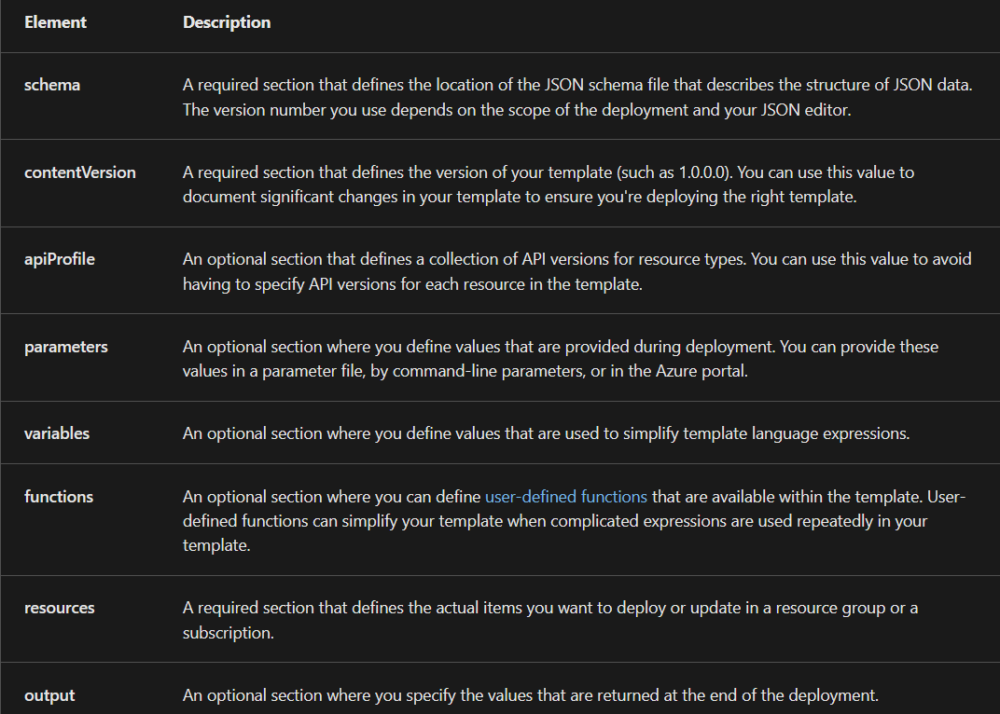 Element Description
schema A required section that defines the location of the JSON schema file that describes the structure of JSON data.
The version number you use depends on the scope of the deployment and your JSON editor.
contentVersion A required section that defines the version of your template (such as 1.0.0.0). You can use this value to
document significant changes in your template to ensure you're deploying the right template.
apiProfile An optional section that defines a collection of API versions for resource types. You can use this value to avoid
having to specify API versions for each resource in the template.
parameters An optional section where you define values that are provided during deployment. You can provide these
values in a parameter file, by command-line parameters, or in the Azure portal.
variables An optional section where you define values that are used to simplify template language expressions.
functions An optional section where you can define user-defined functions that are available within the template. User-
defined functions can simplify your template when complicated expressions are used repeatedly in your
template.
resources A required section that defines the actual items you want to deploy or update in a resource group or a
subscription.
output An optional section where you specify the values that are returned at the end of the deployment.